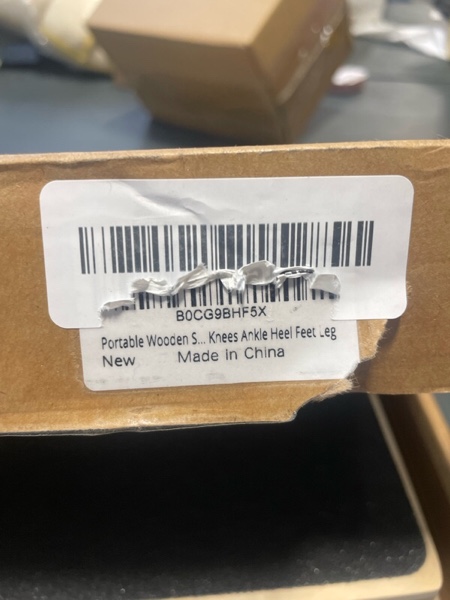 B0CG9BHF5X
Portable Wooden S... Knees Ankle Heel Feet Leg
New Made in China